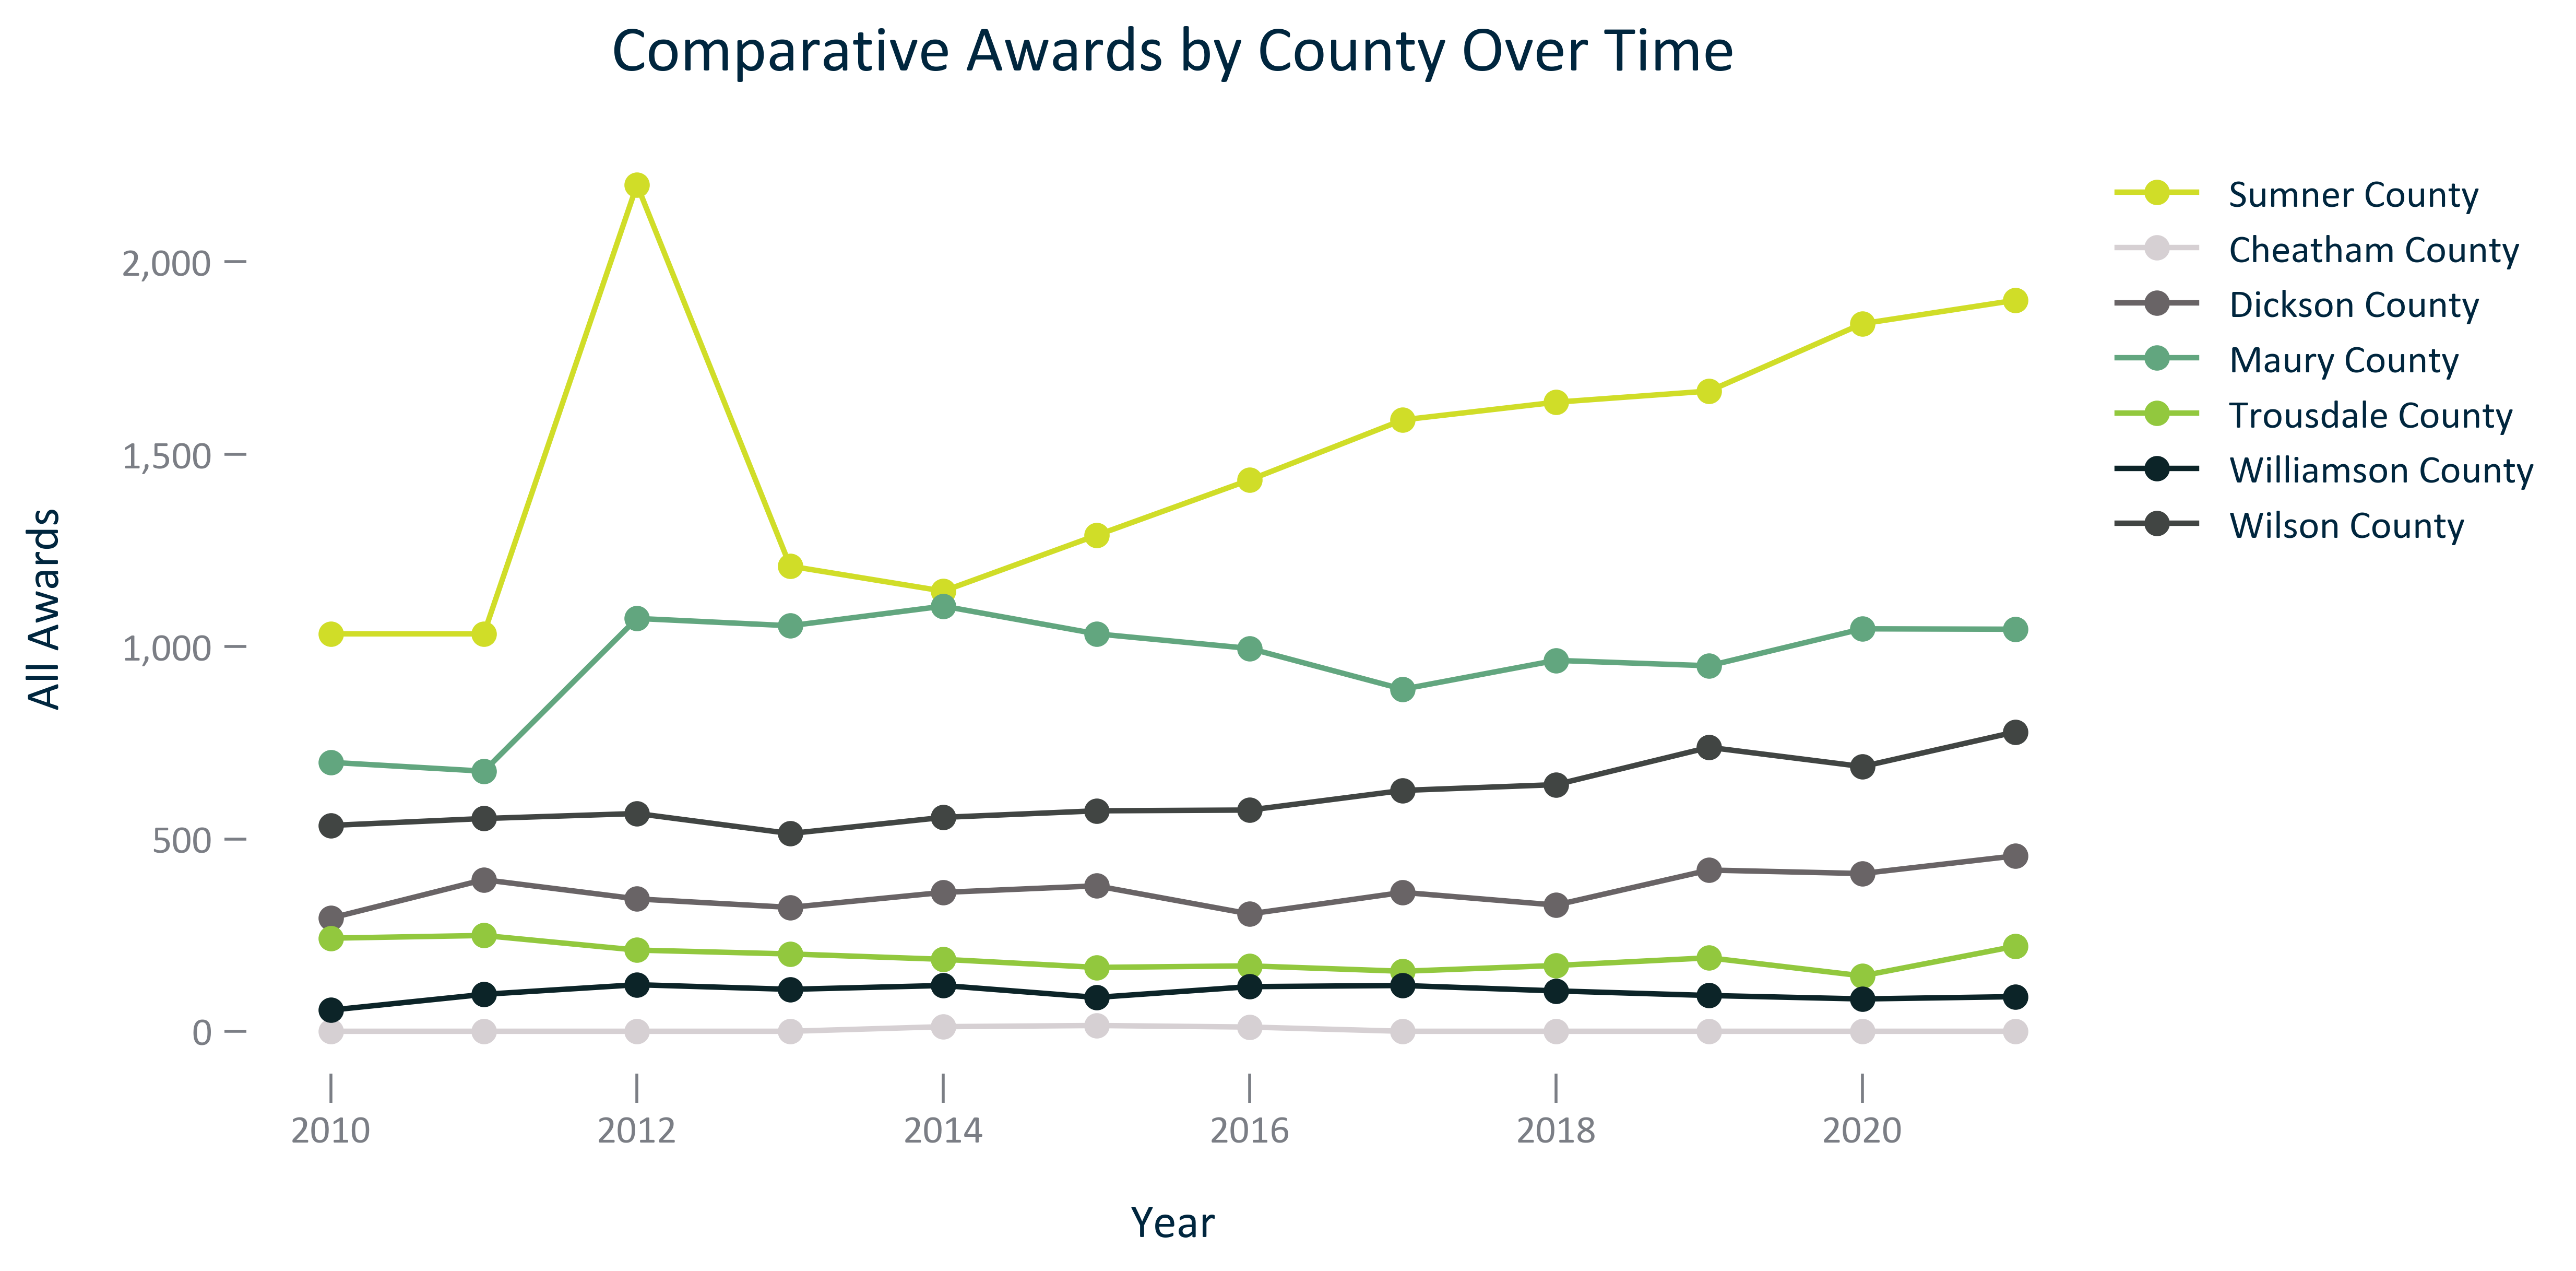 Comparative Awards by County Over Time
Sumner County
Cheatham County
Dickson County
Maury County
Trousdale County
Williamson County
Wilson County
All Awards
2,000
1,500
1,000
500
0
2010 2012 2014 2016 2018 2020
Year